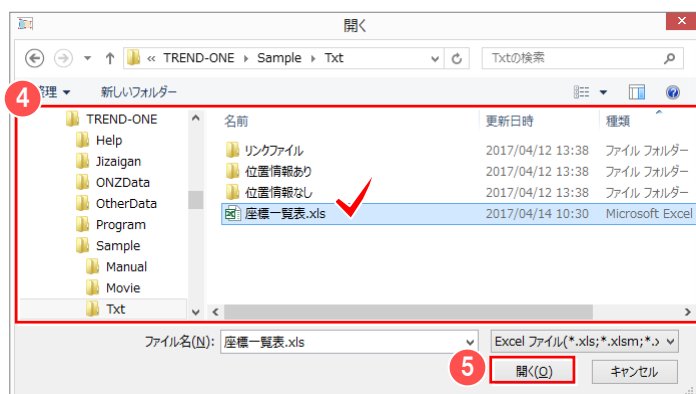 開く
« TREND-ONE ▸ Sample ▸ Txt
Txtの検索
4
理 ▼ 新しいフォルダー
TREND-ONE
Help
Jizaigan
ONZData
OtherData
Program
Sample
Manual
Movie
Txt
名前 更新日時 種類
リンクファイル 2017/04/12 13:38 ファイル フォルダー
位置情報あり 2017/04/12 13:38 ファイル フォルダー
位置情報なし 2017/04/12 13:38 ファイル フォルダー
座標一覧表.xls 2017/04/14 10:30 Microsoft Excel
ファイル名(N): 座標一覧表.xls Excel ファイル(*.xls;*.xlsm;*.x
5
開く(O) キャンセル